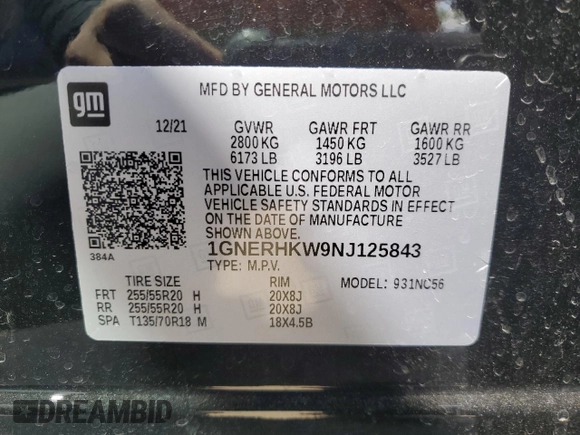 gm
MFD BY GENERAL MOTORS LLC
12/21 GVWR GAWR FRT GAWR RR
2800 KG 1450 KG 1600 KG
6173 LB 3196 LB 3527 LB
THIS VEHICLE CONFORMS TO ALL
APPLICABLE U.S. FEDERAL MOTOR
VEHICLE SAFETY STANDARDS IN EFFECT
ON THE DATE OF MANUFACTURE
SHOWN ABOVE.
384A
1GNERHKW9NJ125843
TYPE: M.P.V.
TIRE SIZE RIM MODEL: 931NC56
FRT 255/55R20 H 20X8J
RR 255/55R20 H 20X8J
SPA T135/70R18 M 18X4.5B
DREAMBID